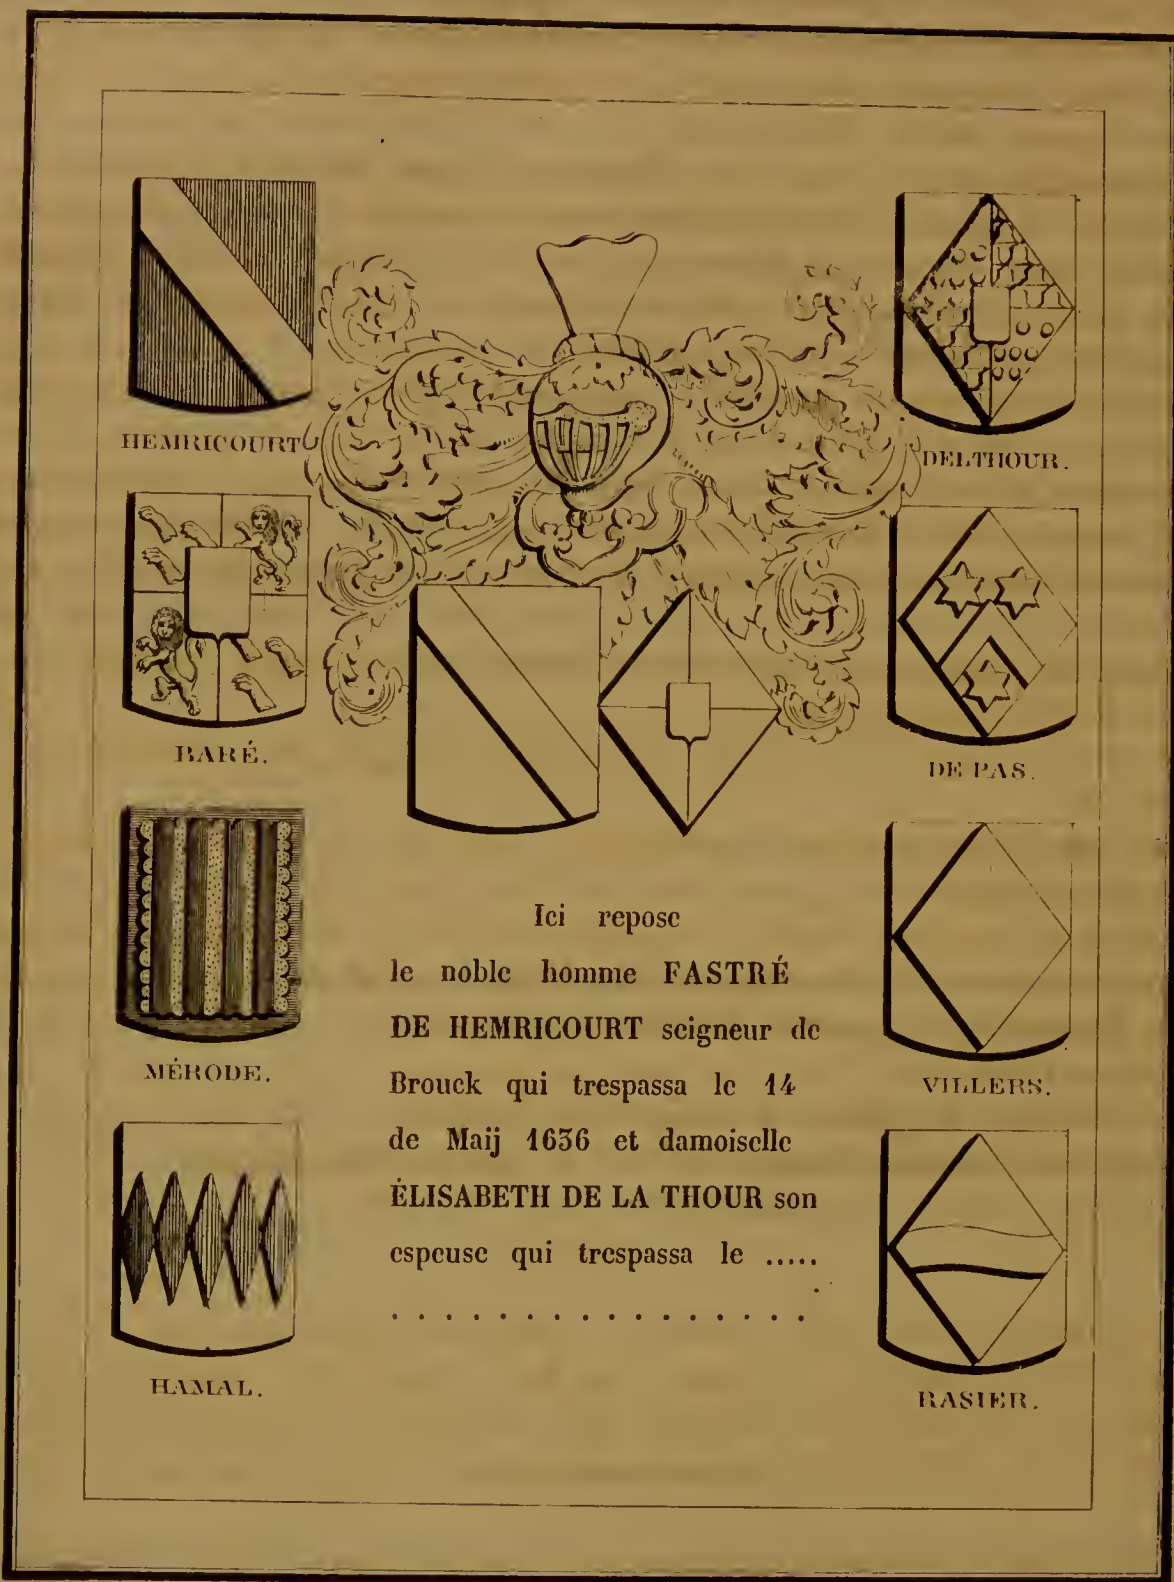 HEMRICOURT
DELTHOUR.
BARÉ.
DE PAS.
MÉRODE.
VILLERS.
HAMAL.
RASIER.
Ici repose
le noble homme FASTRÉ
DE HEMRICOURT seigneur de
Brouck qui trespassa le 14
de Maij 1636 et damoiselle
ÉLISABETH DE LA THOUR son
espeuse qui trespassa le .....
. . . . . . . . . . . . . . . .